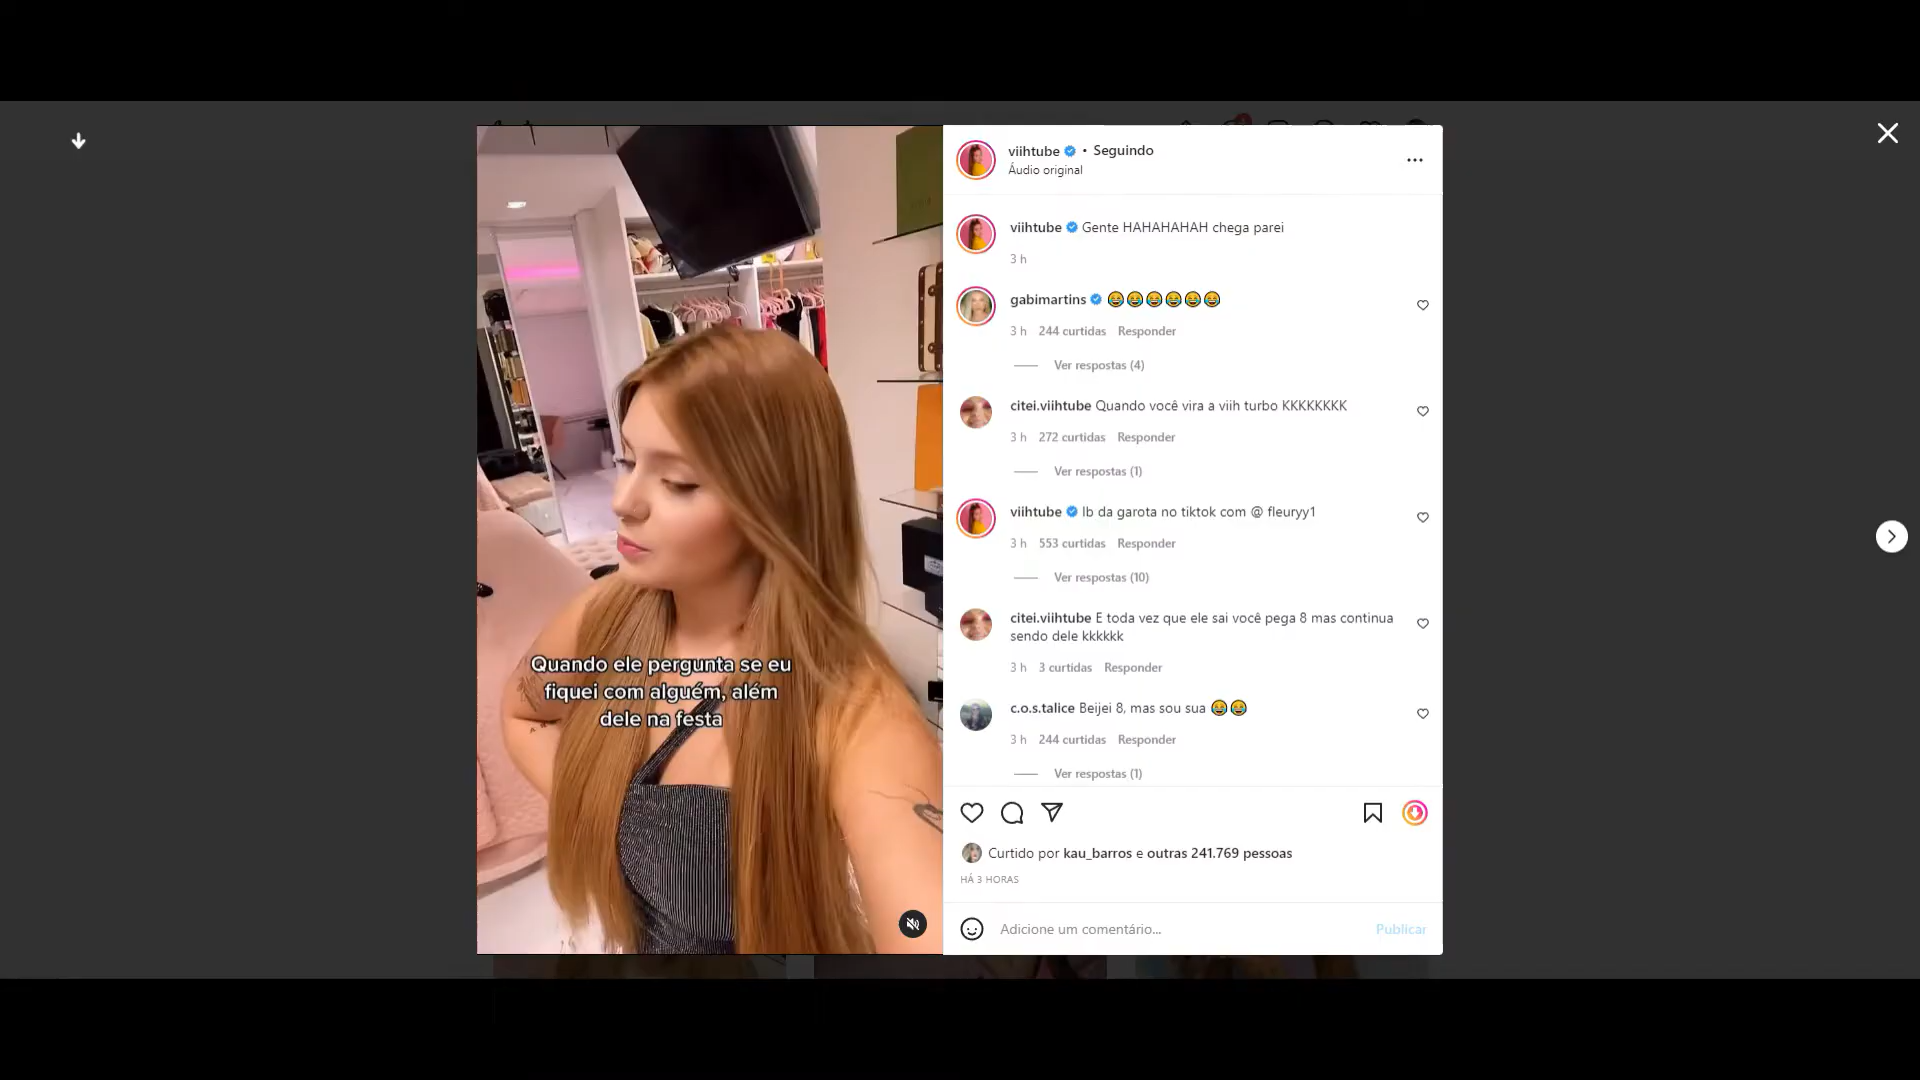 viihtube • Seguindo
Áudio original
viihtube Gente HAHAHAHAH chega parei
3 h
gabimartins 😂😂😂😂😂😂
3 h 244 curtidas Responder
Ver respostas (4)
citei.viihtube Quando você vira a viih turbo KKKKKKKK
3 h 272 curtidas Responder
Ver respostas (1)
viihtube Ib da garota no tiktok com @ fleuryy1
3 h 553 curtidas Responder
Ver respostas (10)
citei.viihtube E toda vez que ele sai você pega 8 mas continua
sendo dele kkkkkk
3 h 3 curtidas Responder
c.o.s.talice Beijei 8, mas sou sua 😂😂
3 h 244 curtidas Responder
Ver respostas (1)
Curtido por kau_barros e outras 241.769 pessoas
HÁ 3 HORAS
Adicione um comentário... Publicar
Quando ele pergunta se eu
fiquei com alguém, além
dele na festa